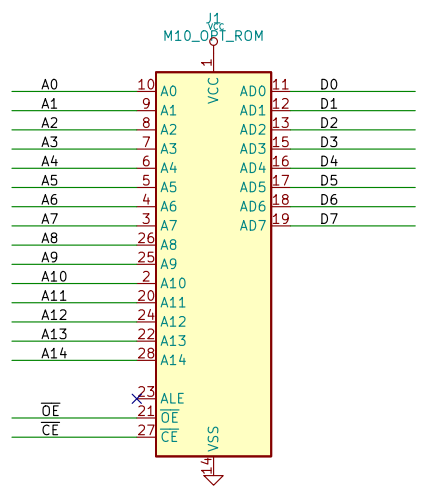 J1
VCC
M10_OPT_ROM
1
VCC
A0 10 A0 AD0 11 D0
A1 9 A1 AD1 12 D1
A2 8 A2 AD2 13 D2
A3 7 A3 AD3 15 D3
A4 6 A4 AD4 16 D4
A5 5 A5 AD5 17 D5
A6 4 A6 AD6 18 D6
A7 3 A7 AD7 19 D7
A8 26 A8
A9 25 A9
A10 2 A10
A11 20 A11
A12 24 A12
A13 22 A13
A14 28 A14
23 ALE
OE 21 OE
CE 27 CE
VSS
14